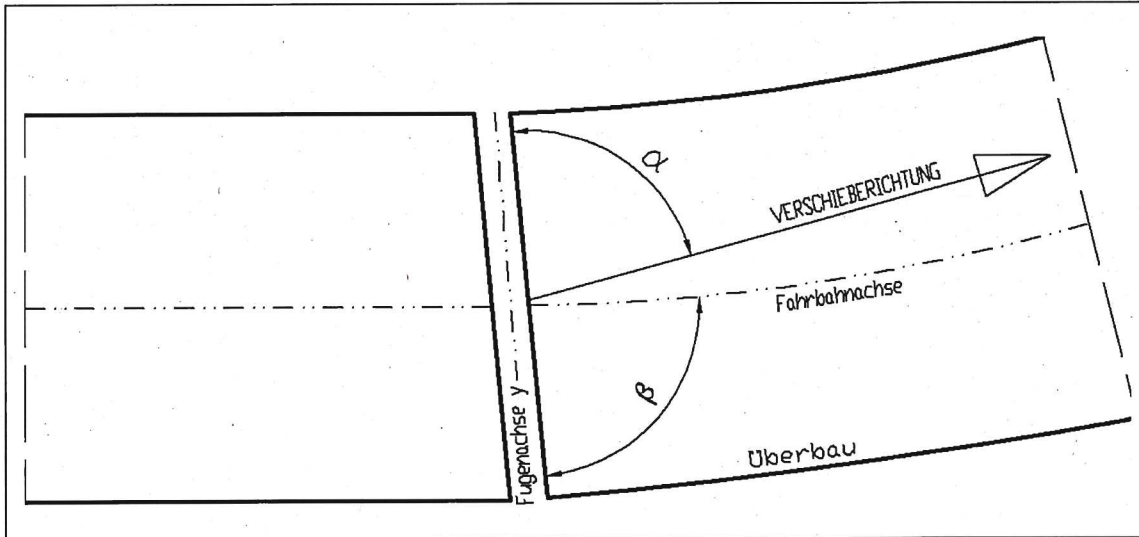 α
VERSCHIEBERICHTUNG
Fahrbahnachse
β
Fugenachse y
Überbau